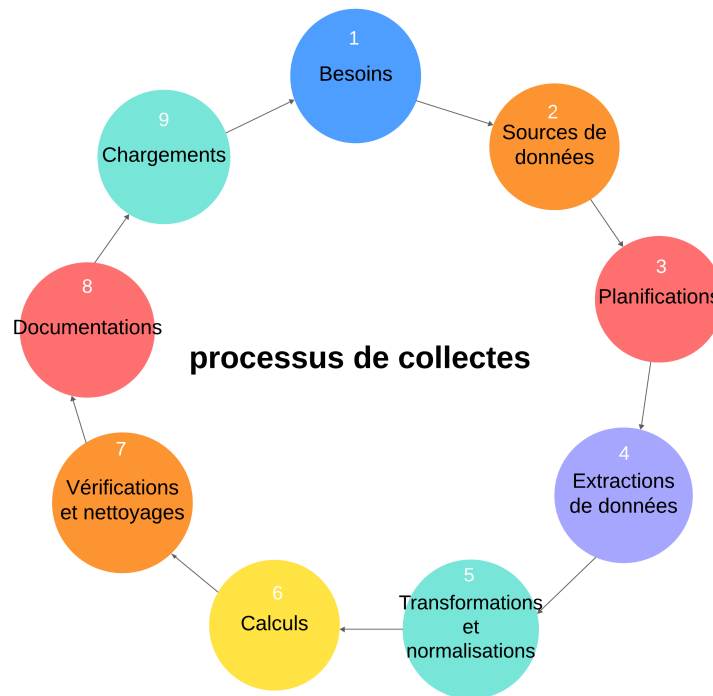 1
Besoins
2
Sources de
données
3
Planifications
4
Extractions
de données
5
Transformations
et
normalisations
6
Calculs
7
Vérifications
et nettoyages
8
Documentations
9
Chargements
processus de collectes